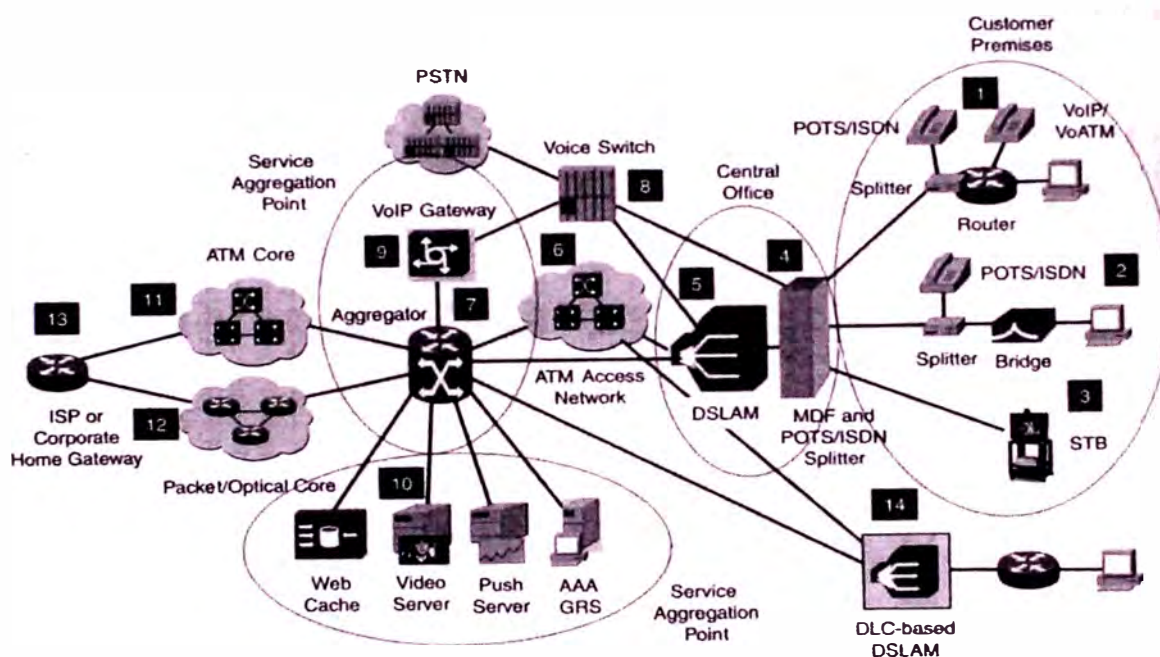 Customer
Premises
PSTN
1
POTS/ISDN
VoIP/
VoATM
Service
Aggregation
Point
Voice Switch
8
Central
Office
Splitter
Router
VoIP Gateway
9
6
4
POTS/ISDN
2
ATM Core
11
5
13
Aggregator
7
Splitter
Bridge
ATM Access
Network
DSLAM
MDF and
POTS/ISDN
Splitter
3
STB
ISP or
Corporate
Home Gateway
12
Packet/Optical Core
10
14
Web
Cache
Video
Server
Push
Server
AAA
GRS
Service
Aggregation
Point
DLC-based
DSLAM